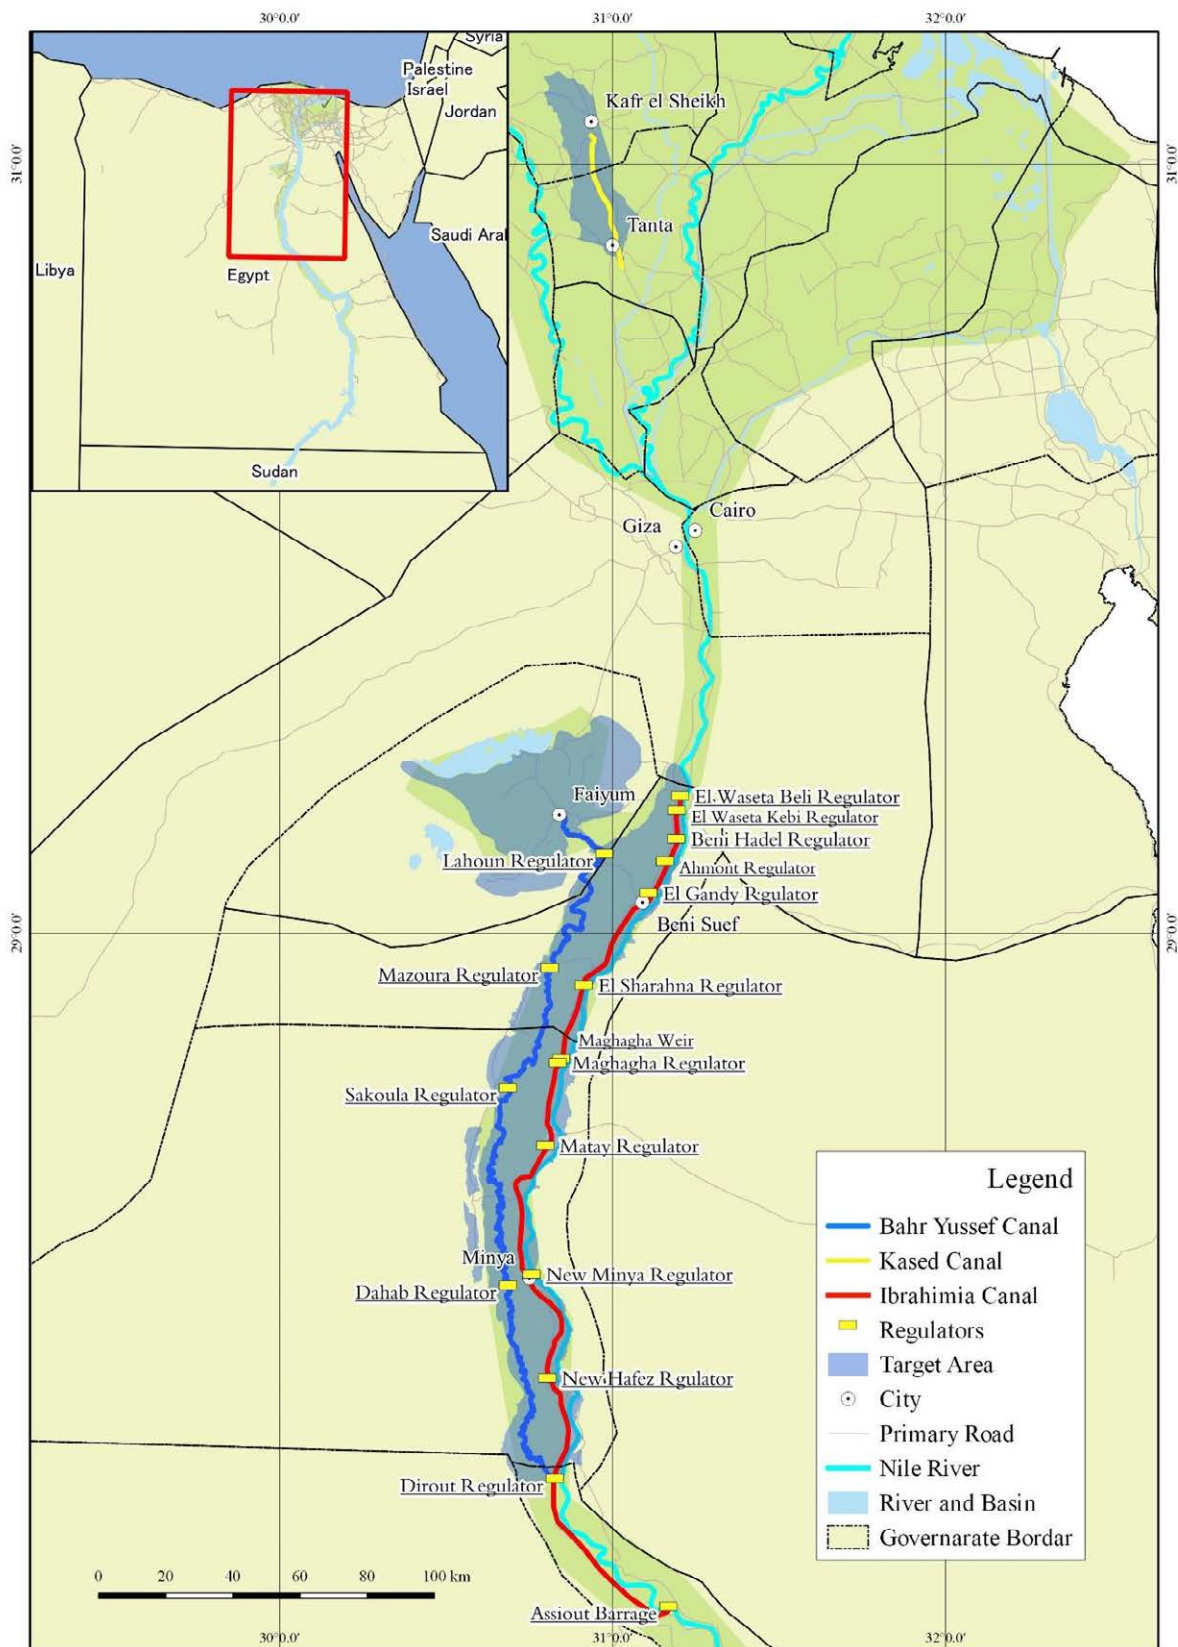 30°0.0'
31°0.0'
32°0.0'
Syria
Palestine
Israel
Jordan
Saudi Aral
Libya
Egypt
Sudan
31°0.0'
31°0.0'
Kafr el Sheikh
Tanta
Cairo
Giza
Faiyum
El Waseta Beli Regulator
El Waseta Kebi Regulator
Beni Hadel Regulator
Lahoun Regulator
Ahmont Regulator
El Gandy Rgulator
Beni Suef
29°0.0'
29°0.0'
Mazoura Regulator
El Sharahna Regulator
Maghagha Weir
Maghagha Regulator
Sakoula Regulator
Matay Regulator
Minya
New Minya Regulator
Dahab Regulator
New Hafez Rgulator
Dirout Regulator
Assiout Barrage
Legend
Bahr Yussef Canal
Kased Canal
Ibrahimia Canal
Regulators
Target Area
City
Primary Road
Nile River
River and Basin
Governarate Bordar
0 20 40 60 80 100 km
30°0.0'
31°0.0'
32°0.0'